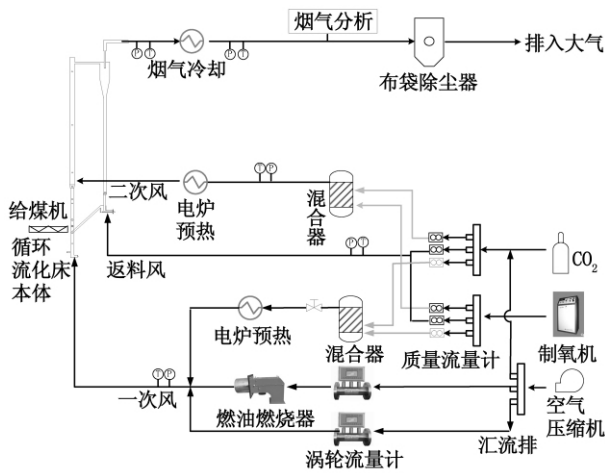 烟气分析
P T
P T
排入大气
烟气冷却
布袋除尘器
T P
二次风
给煤机
电炉
预热
混合器
循环
流化床
本体
P T
返料风
CO2
电炉预热
混合器
质量流量计
制氧机
T P
一次风
燃油燃烧器
空气
压缩机
涡轮流量计
汇流排